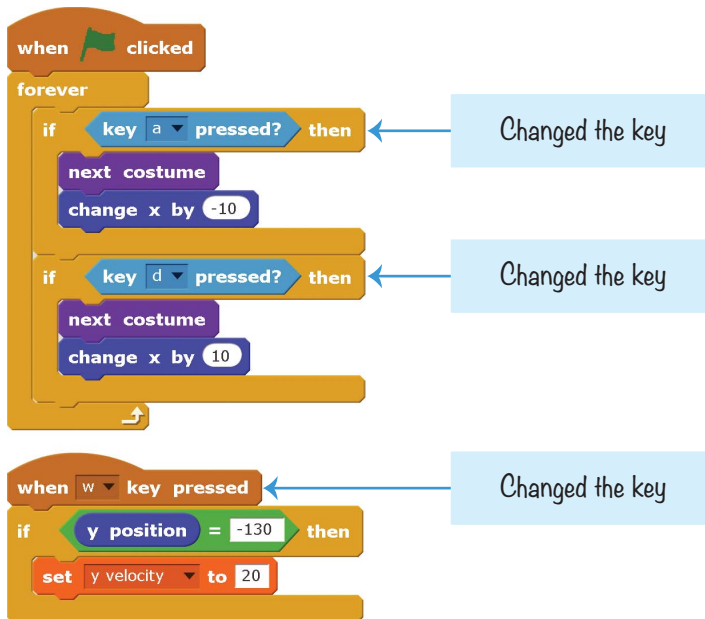 when clicked
forever
if key a pressed? then
Changed the key
next costume
change x by -10
if key d pressed? then
Changed the key
next costume
change x by 10
when w key pressed
Changed the key
if y position = -130 then
set y velocity to 20